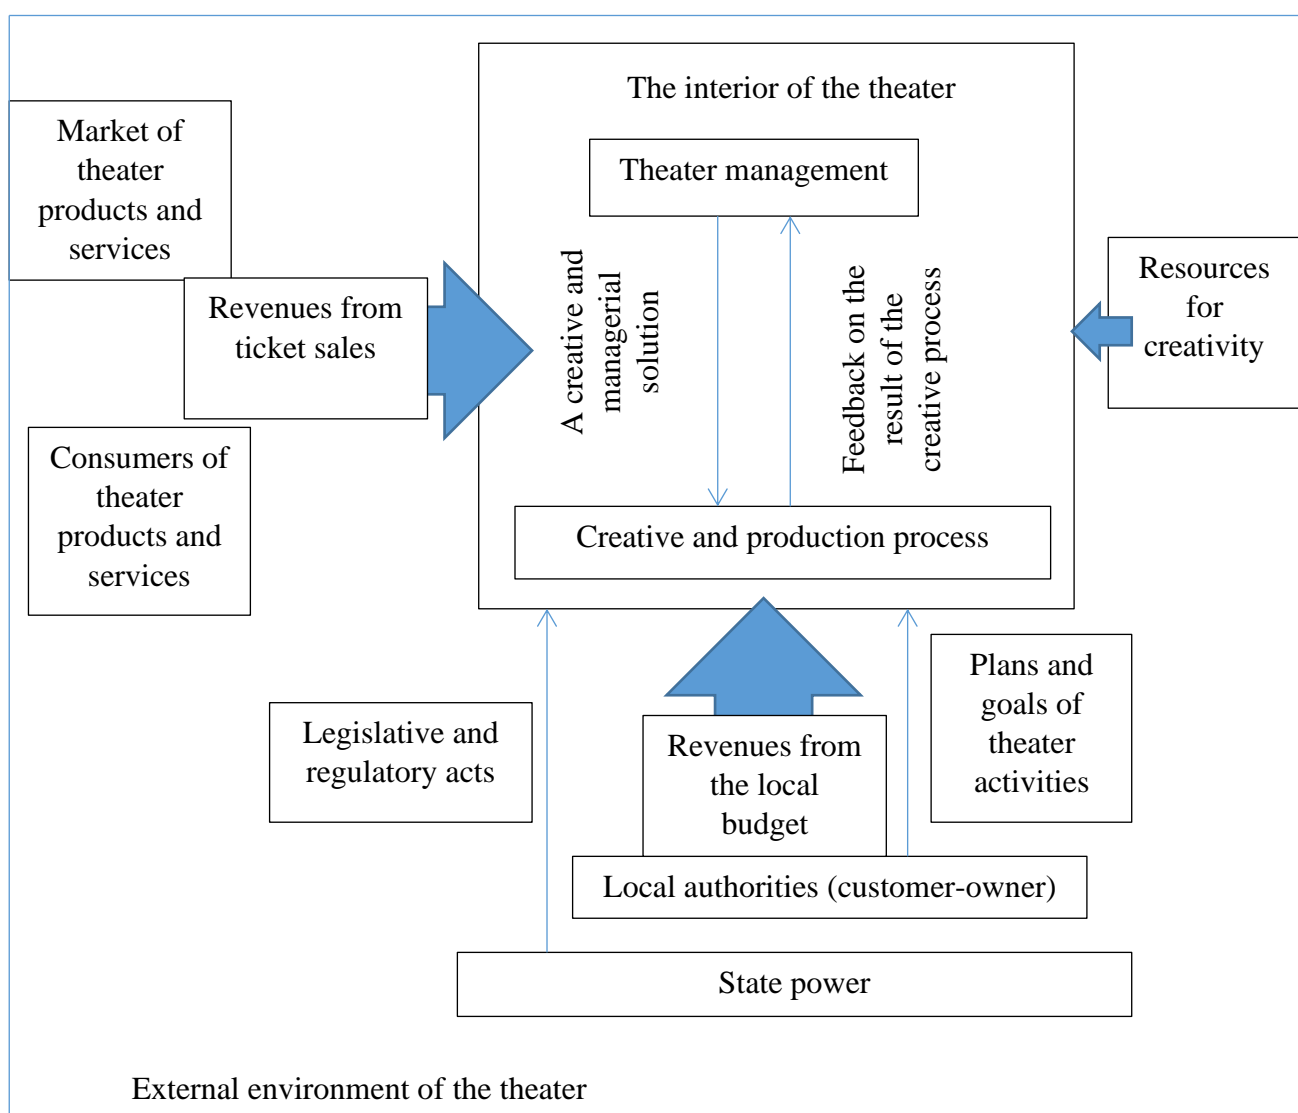 The interior of the theater
Theater management
Market of
theater
products and
services
Revenues from
ticket sales
Consumers of
theater
products and
services
A creative and
managerial
solution
Feedback on the
result of the
creative process
Resources
for
creativity
Creative and production process
Legislative and
regulatory acts
Revenues from
the local
budget
Plans and
goals of
theater
activities
Local authorities (customer-owner)
State power
External environment of the theater